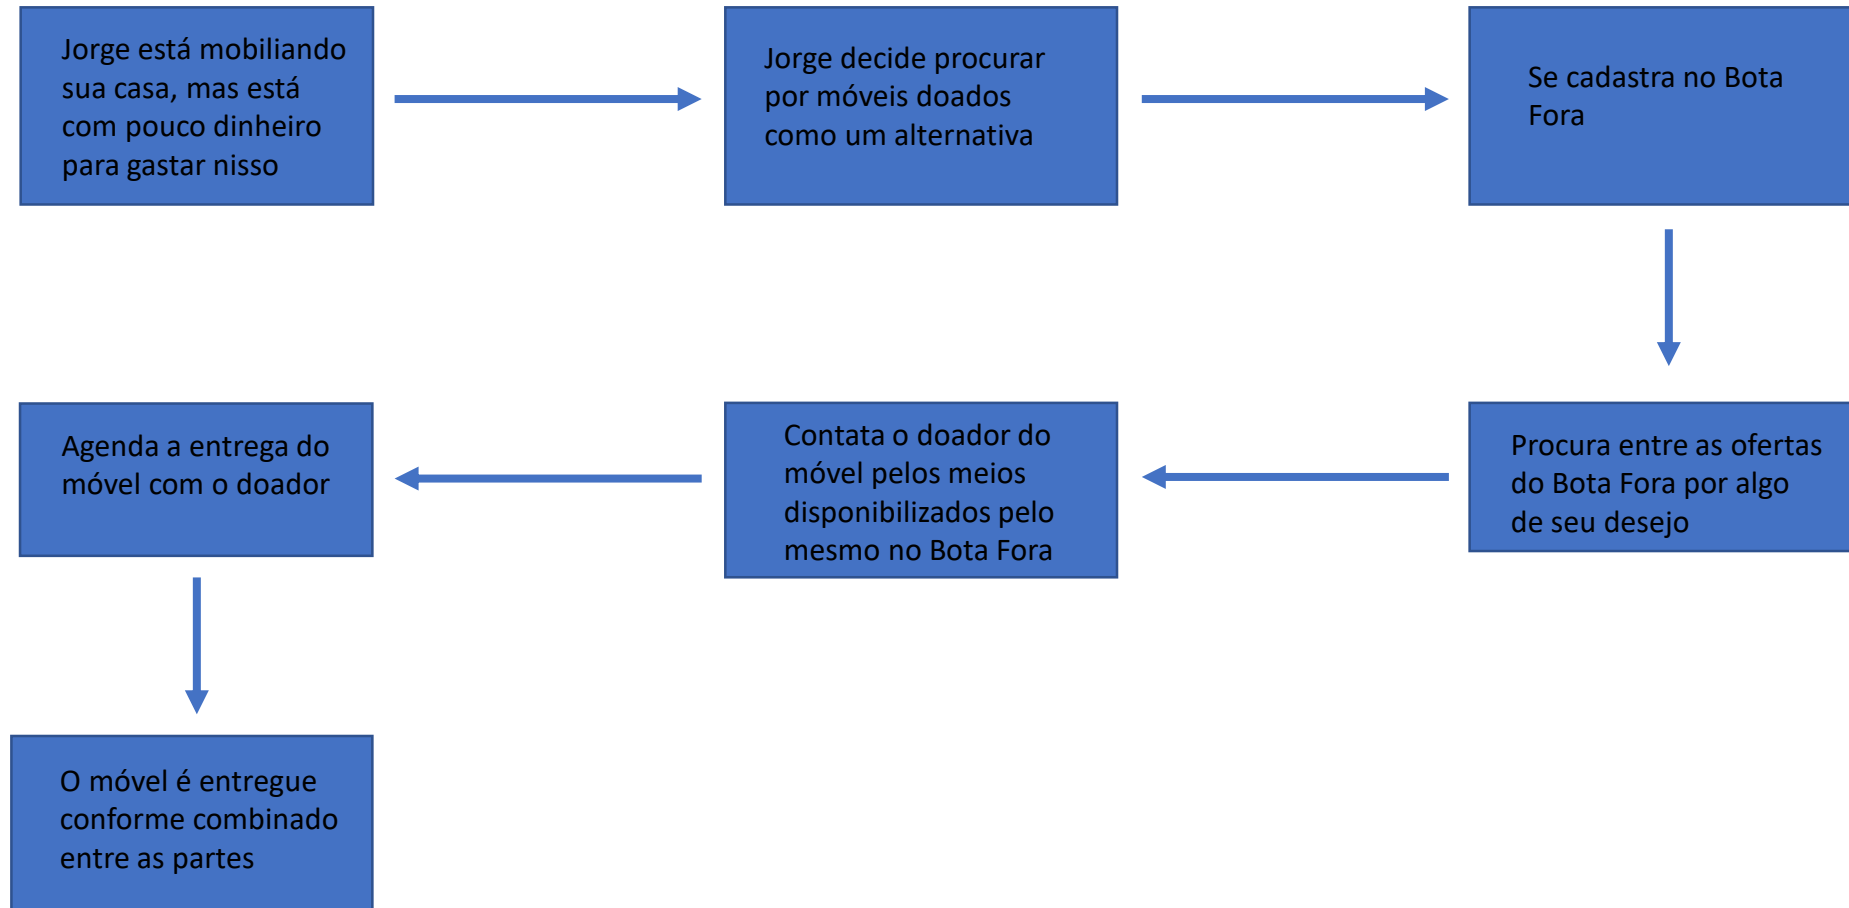 Jorge está mobiliando
sua casa, mas está
com pouco dinheiro
para gastar nisso
Jorge decide procurar
por móveis doados
como um alternativa
Se cadastra no Bota
Fora
Procura entre as ofertas
do Bota Fora por algo
de seu desejo
Contata o doador do
móvel pelos meios
disponibilizados pelo
mesmo no Bota Fora
Agenda a entrega do
móvel com o doador
O móvel é entregue
conforme combinado
entre as partes